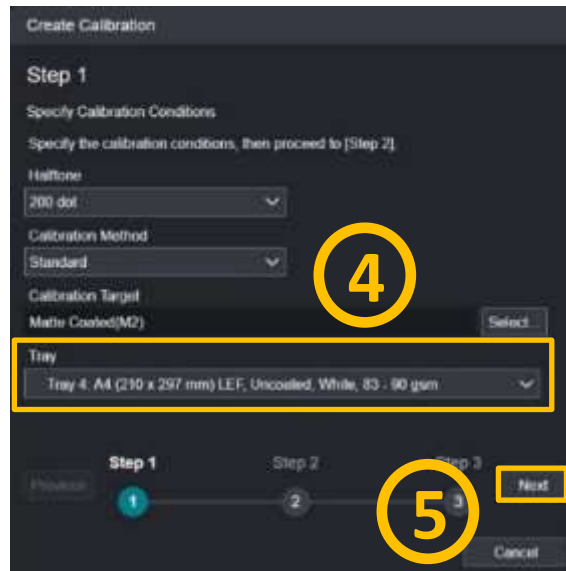 Create Calibration
Step 1
Specify Calibration Conditions
Specify the calibration conditions, then proceed to [Step 2].
Halftone
200 dot
Calibration Method
Standard
4
Calibration Target
Matte Coated(M2)
Select...
Tray
Tray 4: A4 (210 x 297 mm) LEF, Uncoated, White, 83 - 90 gsm
Step 1 Step 2 Step 3
Previous 1 2 3 Next
5
Cancel